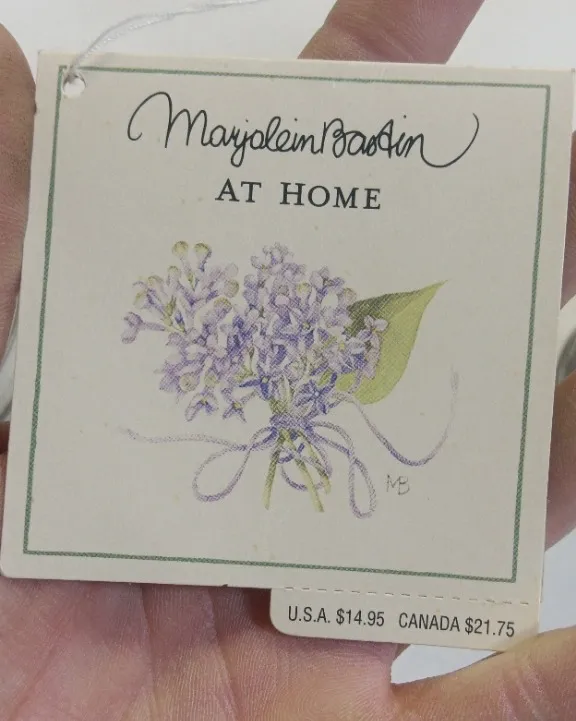 Marjolein Bastin
AT HOME
MB
U.S.A. $14.95 CANADA $21.75